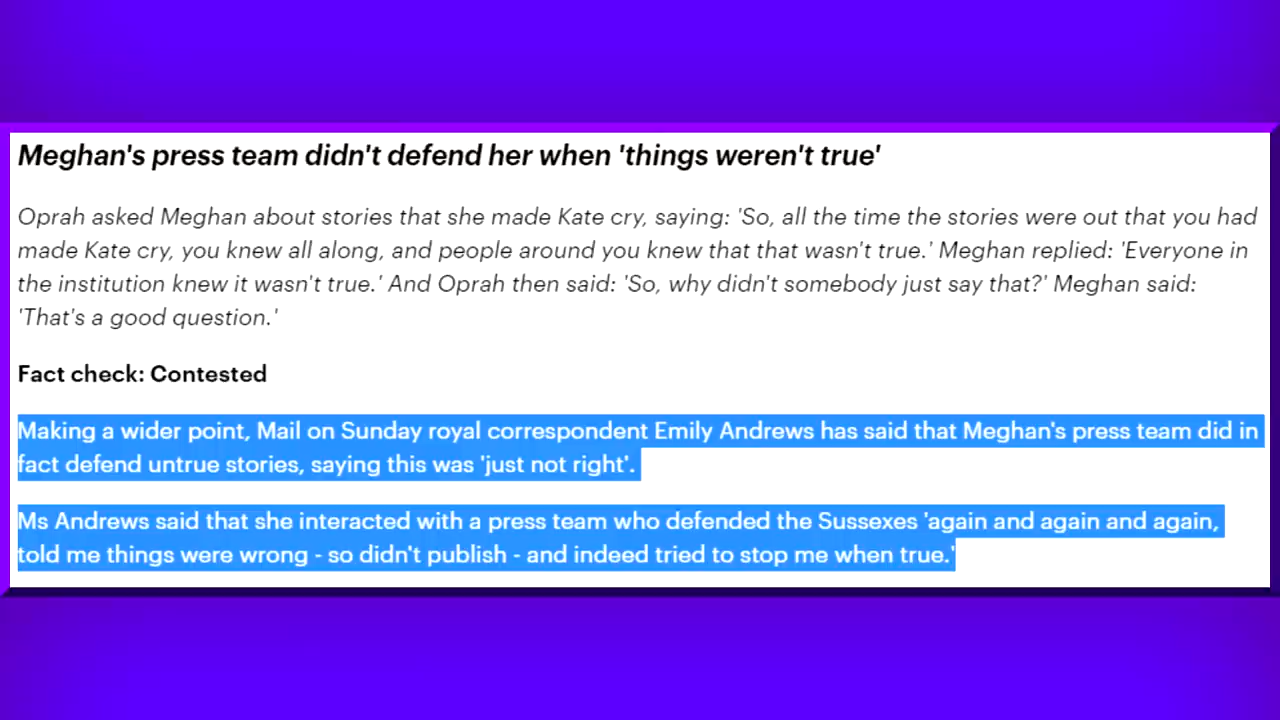 Meghan's press team didn't defend her when 'things weren't true'
Oprah asked Meghan about stories that she made Kate cry, saying: 'So, all the time the stories were out that you had
made Kate cry, you knew all along, and people around you knew that that wasn't true.' Meghan replied: 'Everyone in
the institution knew it wasn't true.' And Oprah then said: 'So, why didn't somebody just say that?' Meghan said:
'That's a good question.'
Fact check: Contested
Making a wider point, Mail on Sunday royal correspondent Emily Andrews has said that Meghan's press team did in
fact defend untrue stories, saying this was 'just not right'.
Ms Andrews said that she interacted with a press team who defended the Sussexes 'again and again and again,
told me things were wrong - so didn't publish - and indeed tried to stop me when true.'